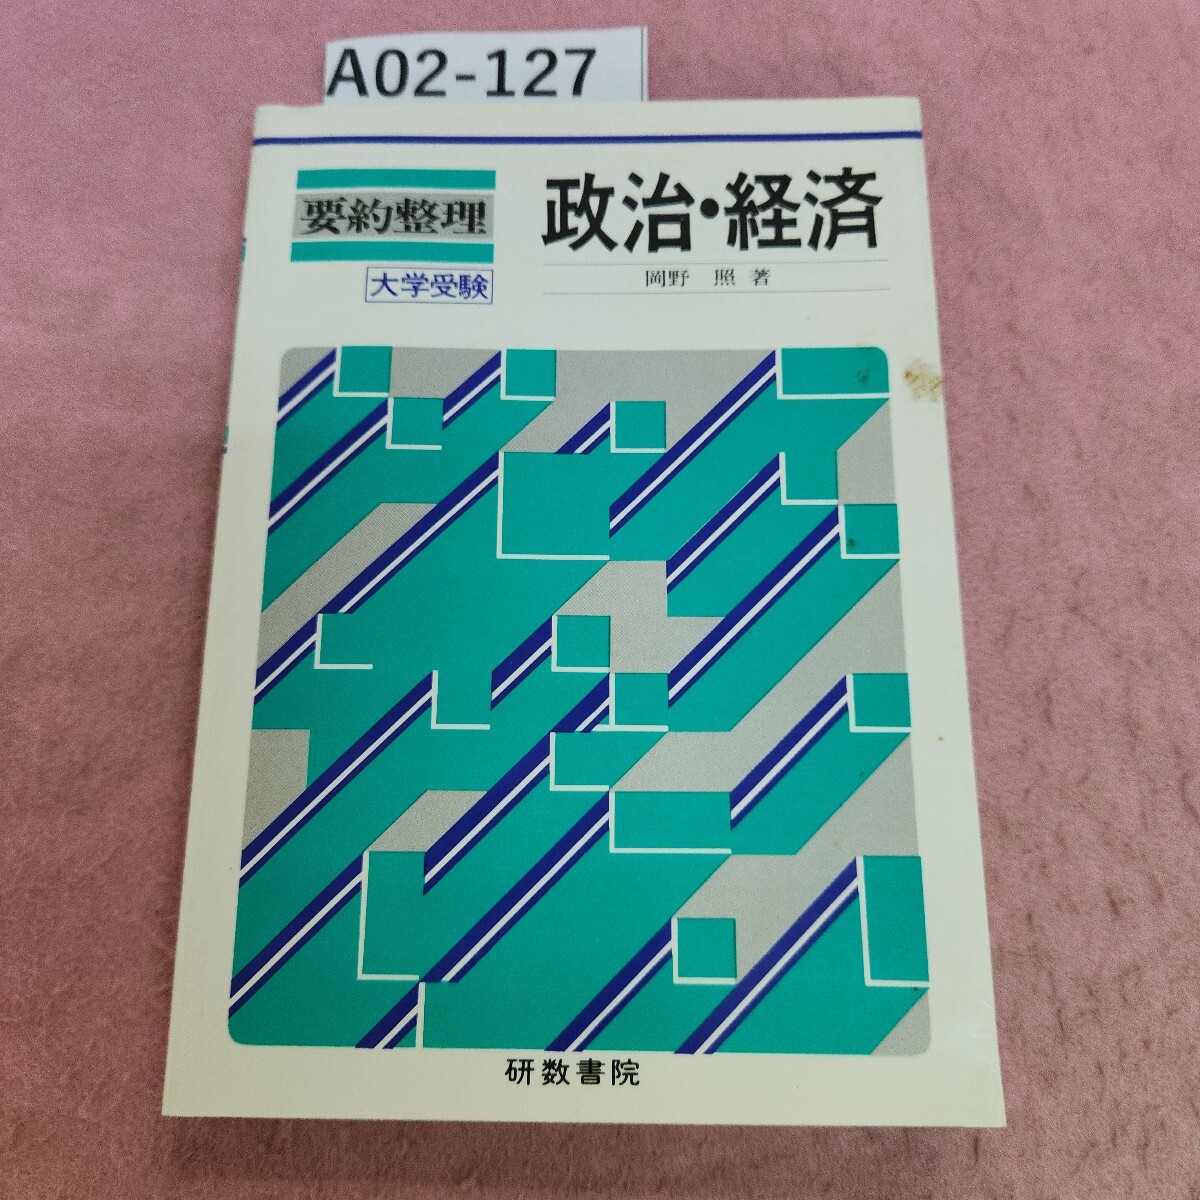 A02-127
要約整理
大学受験
政治・経済
岡野 照 著
研数書院